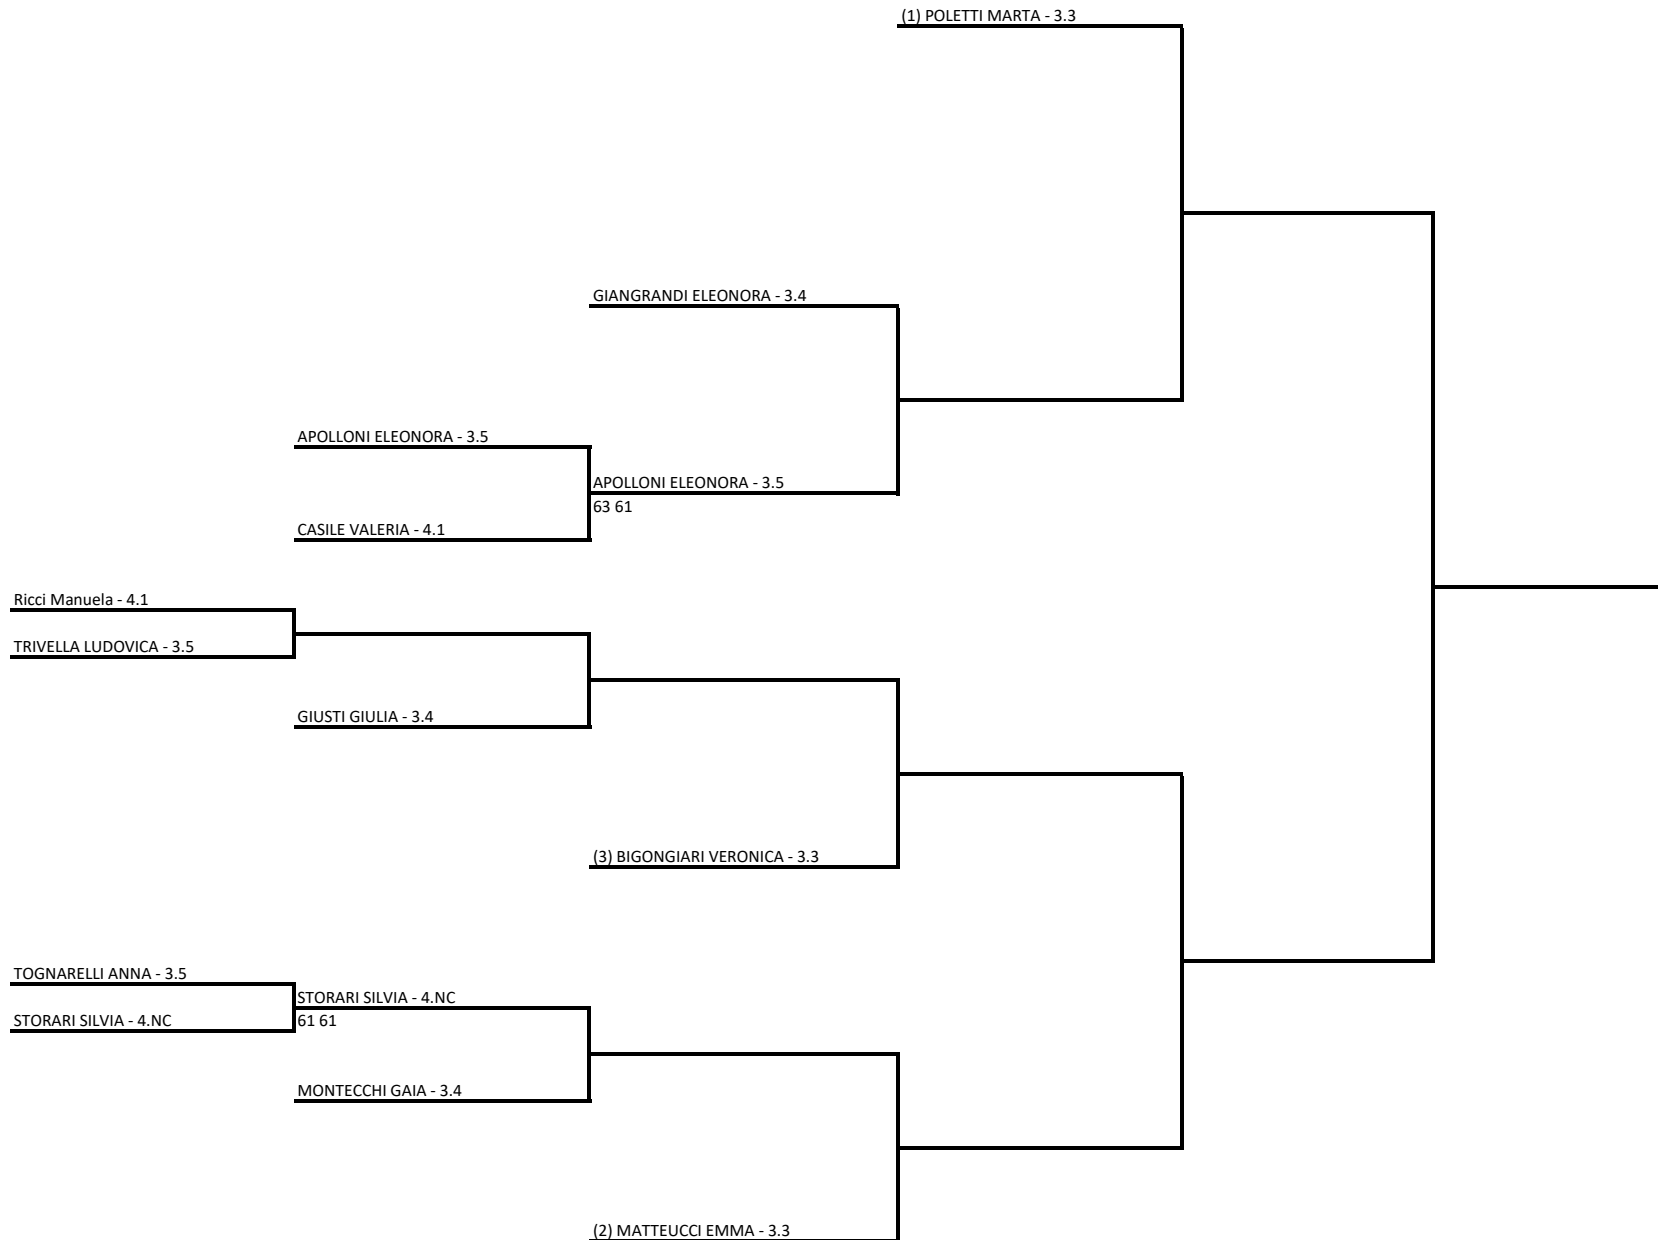 (1) POLETTI MARTA - 3.3
GIANGRANDI ELEONORA - 3.4
APOLLONI ELEONORA - 3.5
APOLLONI ELEONORA - 3.5
63 61
CASILE VALERIA - 4.1
Ricci Manuela - 4.1
TRIVELLA LUDOVICA - 3.5
GIUSTI GIULIA - 3.4
(3) BIGONGIARI VERONICA - 3.3
TOGNARELLI ANNA - 3.5
STORARI SILVIA - 4.NC
STORARI SILVIA - 4.NC
61 61
MONTECCHI GAIA - 3.4
(2) MATTEUCCI EMMA - 3.3